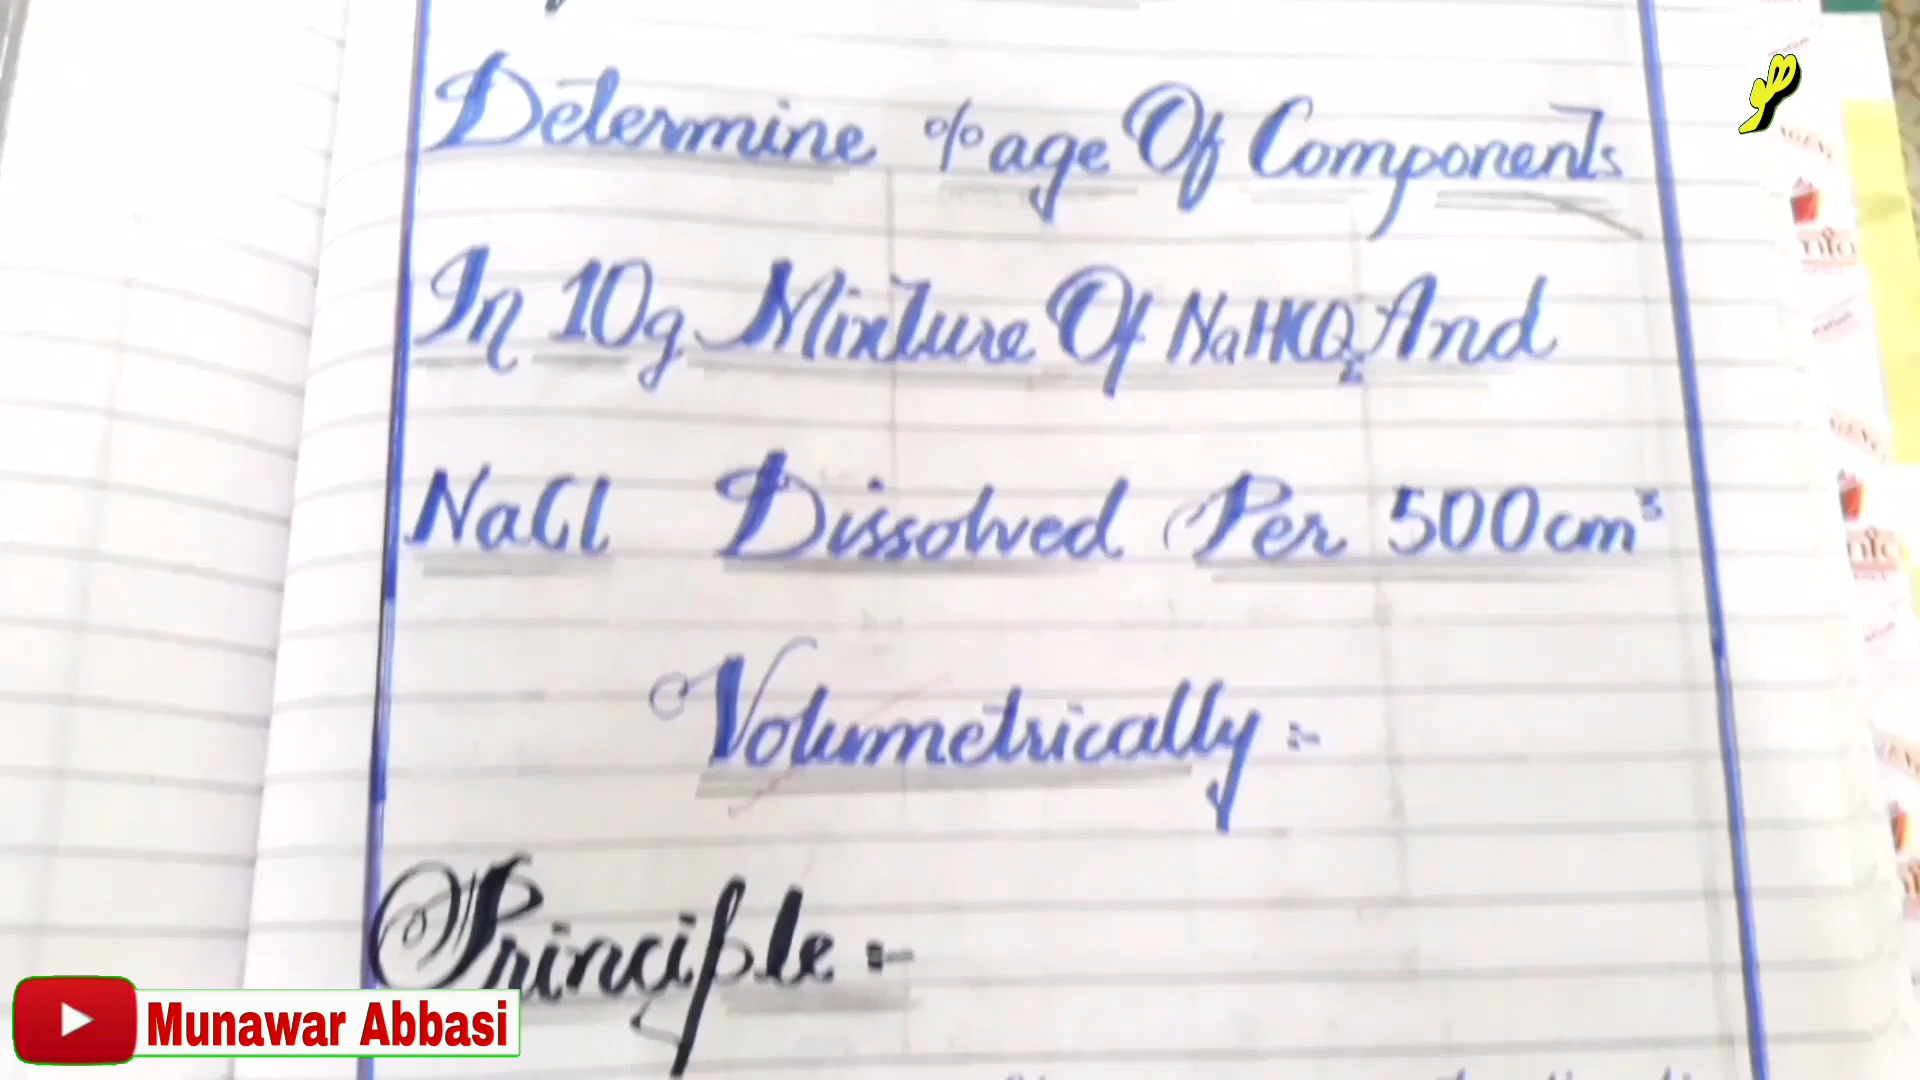 Determine %age Of Components
In 10g Mixture Of NaHCO₃ And
NaCl Dissolved Per 500cm³
Volumetrically :-
Principle :-
Munawar Abbasi